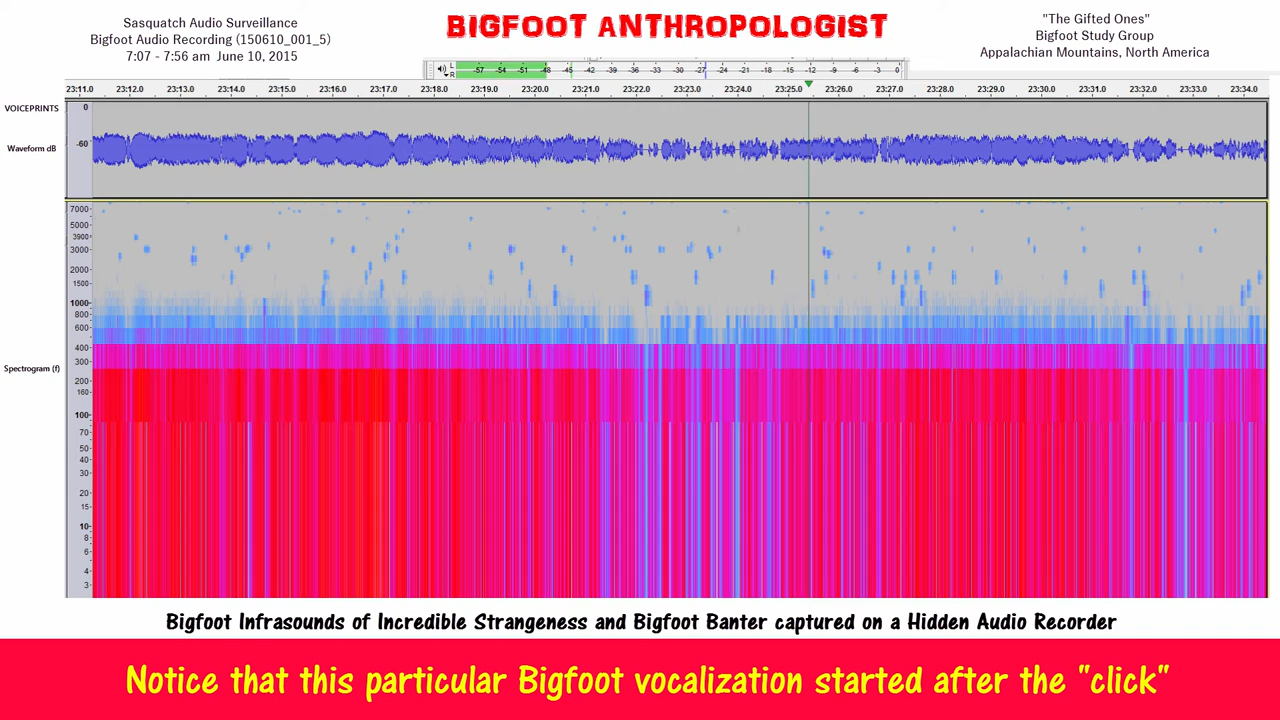 Sasquatch Audio Surveillance
Bigfoot Audio Recording (150610_001_5)
7:07 - 7:56 am June 10, 2015
BIGFOOT ANTHROPOLOGIST
"The Gifted Ones"
Bigfoot Study Group
Appalachian Mountains, North America
L
R
-57 -54 -51 -48 -45 -42 -39 -36 -33 -30 -27 -24 -21 -18 -15 -12 -9 -6 -3 0
23:11.0 23:12.0 23:13.0 23:14.0 23:15.0 23:16.0 23:17.0 23:18.0 23:19.0 23:20.0 23:21.0 23:22.0 23:23.0 23:24.0 23:25.0 23:26.0 23:27.0 23:28.0 23:29.0 23:30.0 23:31.0 23:32.0 23:33.0 23:34.0
VOICEPRINTS
0
Waveform dB
-60
7000
5000
3900
3000
2000
1500
1000
800
600
400
300
Spectrogram (f)
200
160
100
70
50
40
30
20
15
10
8
6
4
3
Bigfoot Infrasounds of Incredible Strangeness and Bigfoot Banter captured on a Hidden Audio Recorder
Notice that this particular Bigfoot vocalization started after the "click"